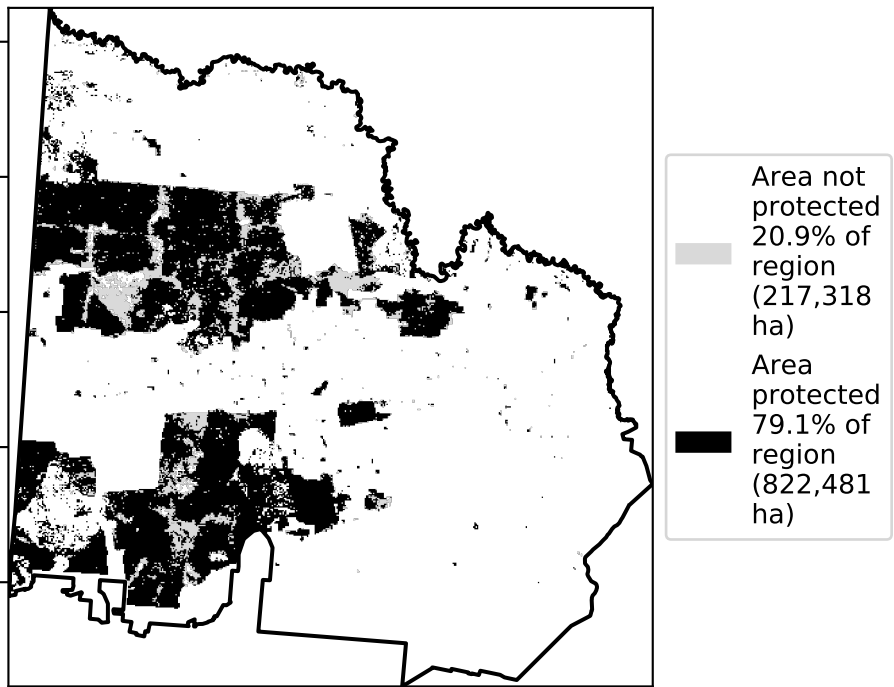 Area not
protected
20.9% of
region
(217,318
ha)
Area
protected
79.1% of
region
(822,481
ha)